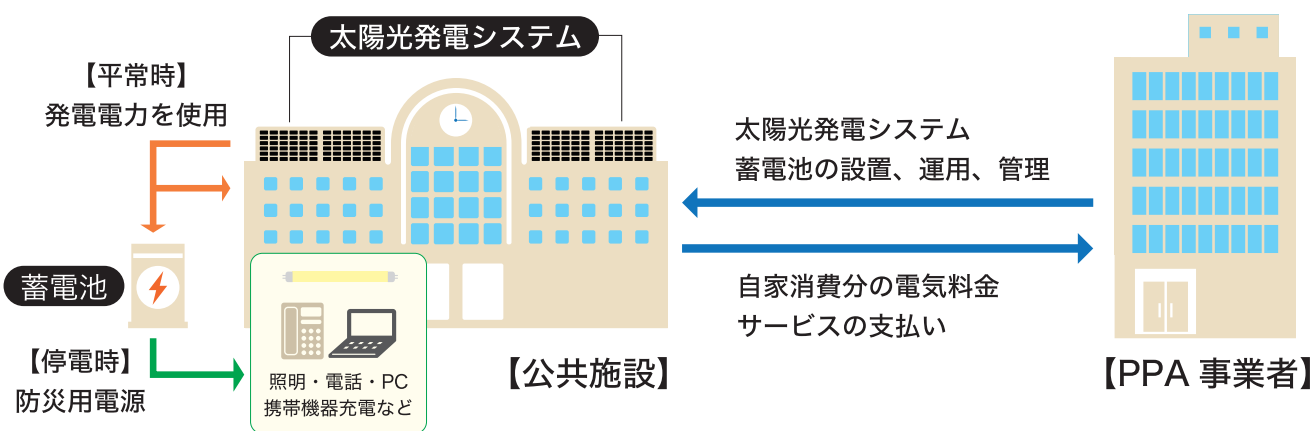 太陽光発電システム
【平常時】
発電電力を使用
蓄電池
【停電時】
防災用電源
照明・電話・PC
携帯機器充電など
【公共施設】
太陽光発電システム
蓄電池の設置、運用、管理
自家消費分の電気料金
サービスの支払い
【PPA 事業者】